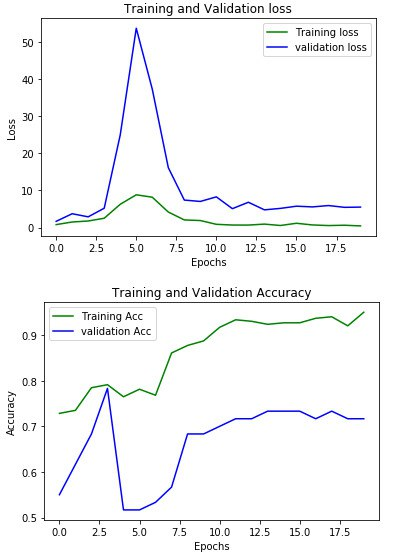 Training and Validation loss
Loss
50
40
30
20
10
0
Training loss
validation loss
0.0 2.5 5.0 7.5 10.0 12.5 15.0 17.5
Epochs
Training and Validation Accuracy
Accuracy
0.9
0.8
0.7
0.6
0.5
Training Acc
validation Acc
0.0 2.5 5.0 7.5 10.0 12.5 15.0 17.5
Epochs